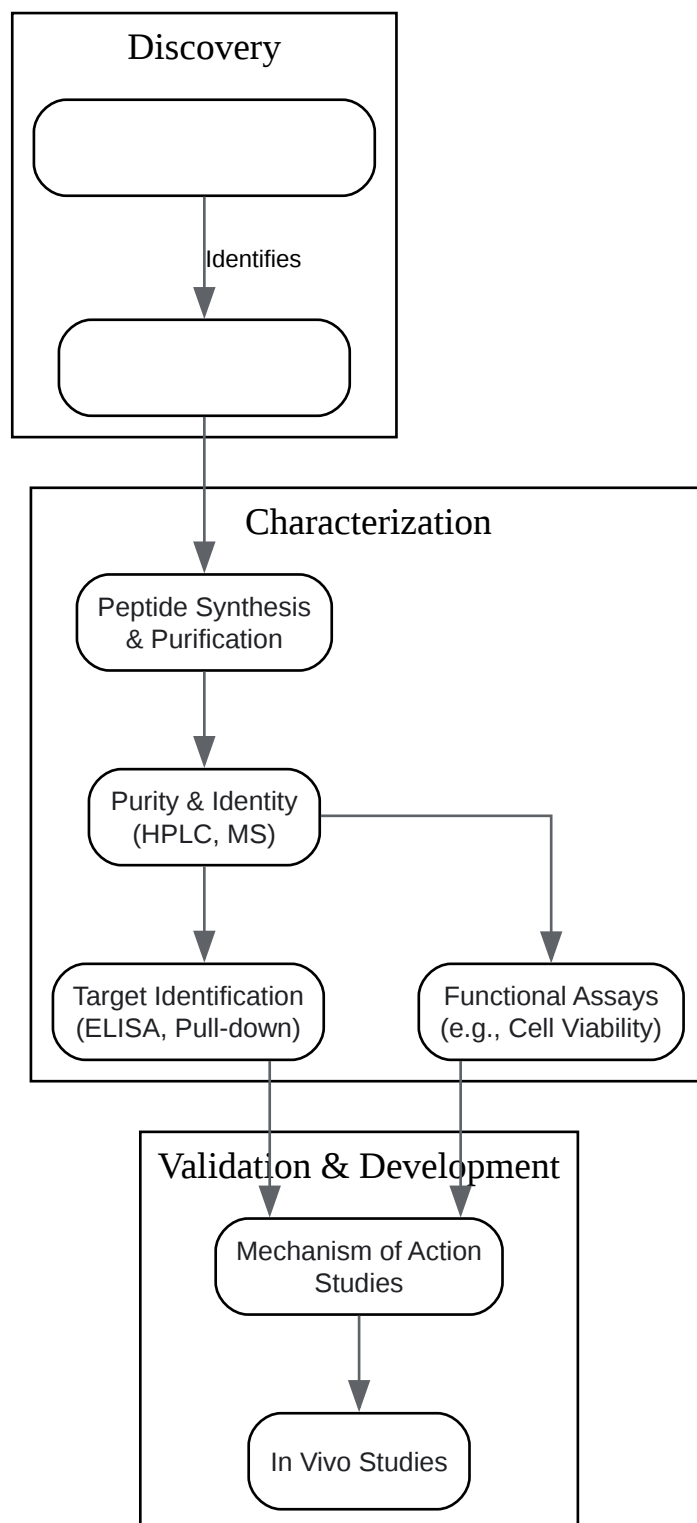 Discovery
Identifies
Characterization
Peptide Synthesis
& Purification
Purity & Identity
(HPLC, MS)
Target Identification
(ELISA, Pull-down)
Functional Assays
(e.g., Cell Viability)
Validation & Development
Mechanism of Action
Studies
In Vivo Studies